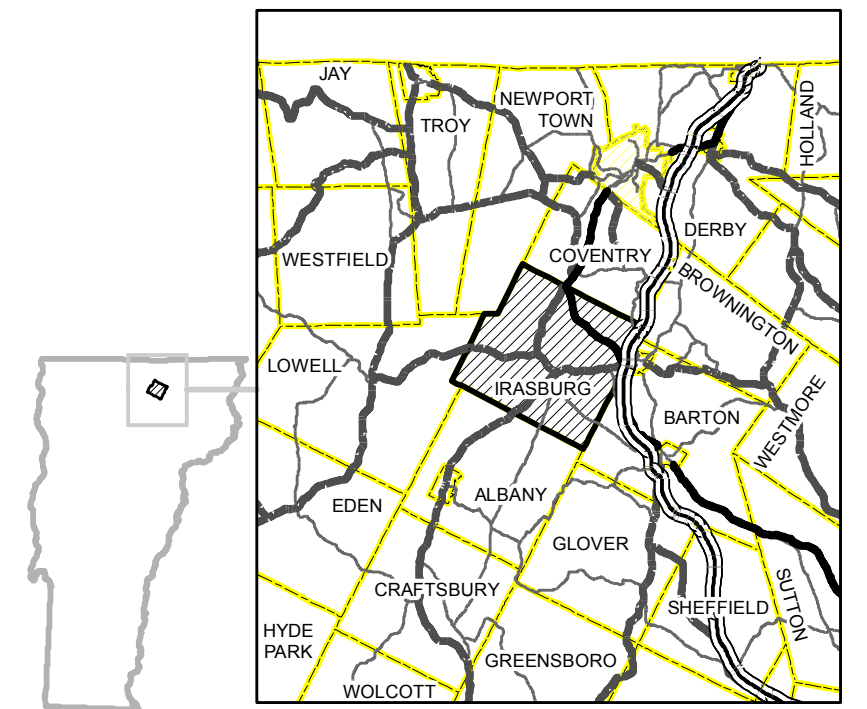 JAY
NEWPORT
TOWN
TROY
HOLLAND
DERBY
WESTFIELD
COVENTRY
BROWNINGTON
LOWELL
IRASBURG
WESTMORE
BARTON
ALBANY
EDEN
GLOVER
CRAFTSBURY
SUTTON
SHEFFIELD
HYDE
PARK
GREENSBORO
WOLCOTT